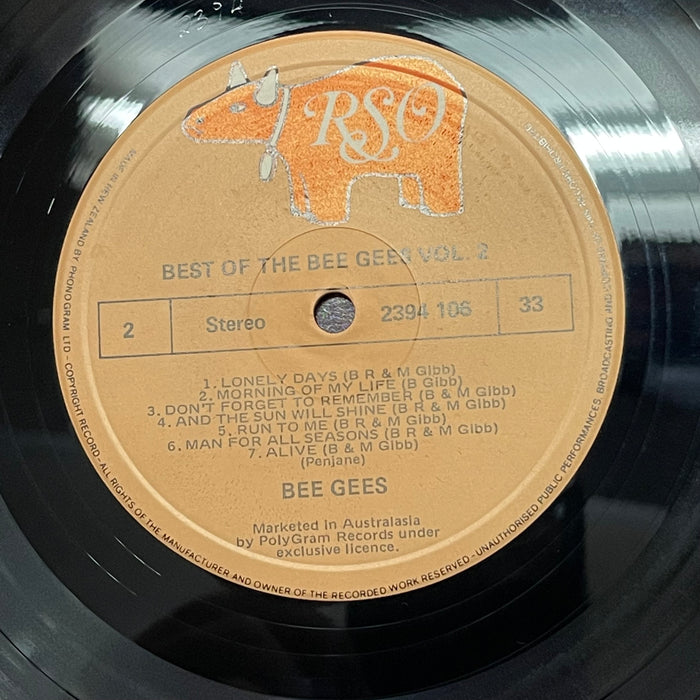 RSO
BEST OF THE BEE GEES VOL. 2
2
Stereo
2394 106
33
1. LONELY DAYS (B R & M Gibb)
2. MORNING OF MY LIFE (B Gibb)
3. DON'T FORGET TO REMEMBER (B & M Gibb)
4. AND THE SUN WILL SHINE (B R & M Gibb)
5. RUN TO ME (B R & M Gibb)
6. MAN FOR ALL SEASONS (B R & M Gibb)
7. ALIVE (B & M Gibb)
(Penjane)
BEE GEES
Marketed in Australasia
by PolyGram Records under
exclusive licence.
MADE IN NEW ZEALAND BY PHONOGRAM LTD - COPYRIGHT RECORD - ALL RIGHTS OF THE MANUFACTURER AND OWNER OF THE RECORDED WORK RESERVED - UNAUTHORISED PUBLIC PERFORMANCES, BROADCASTING AND